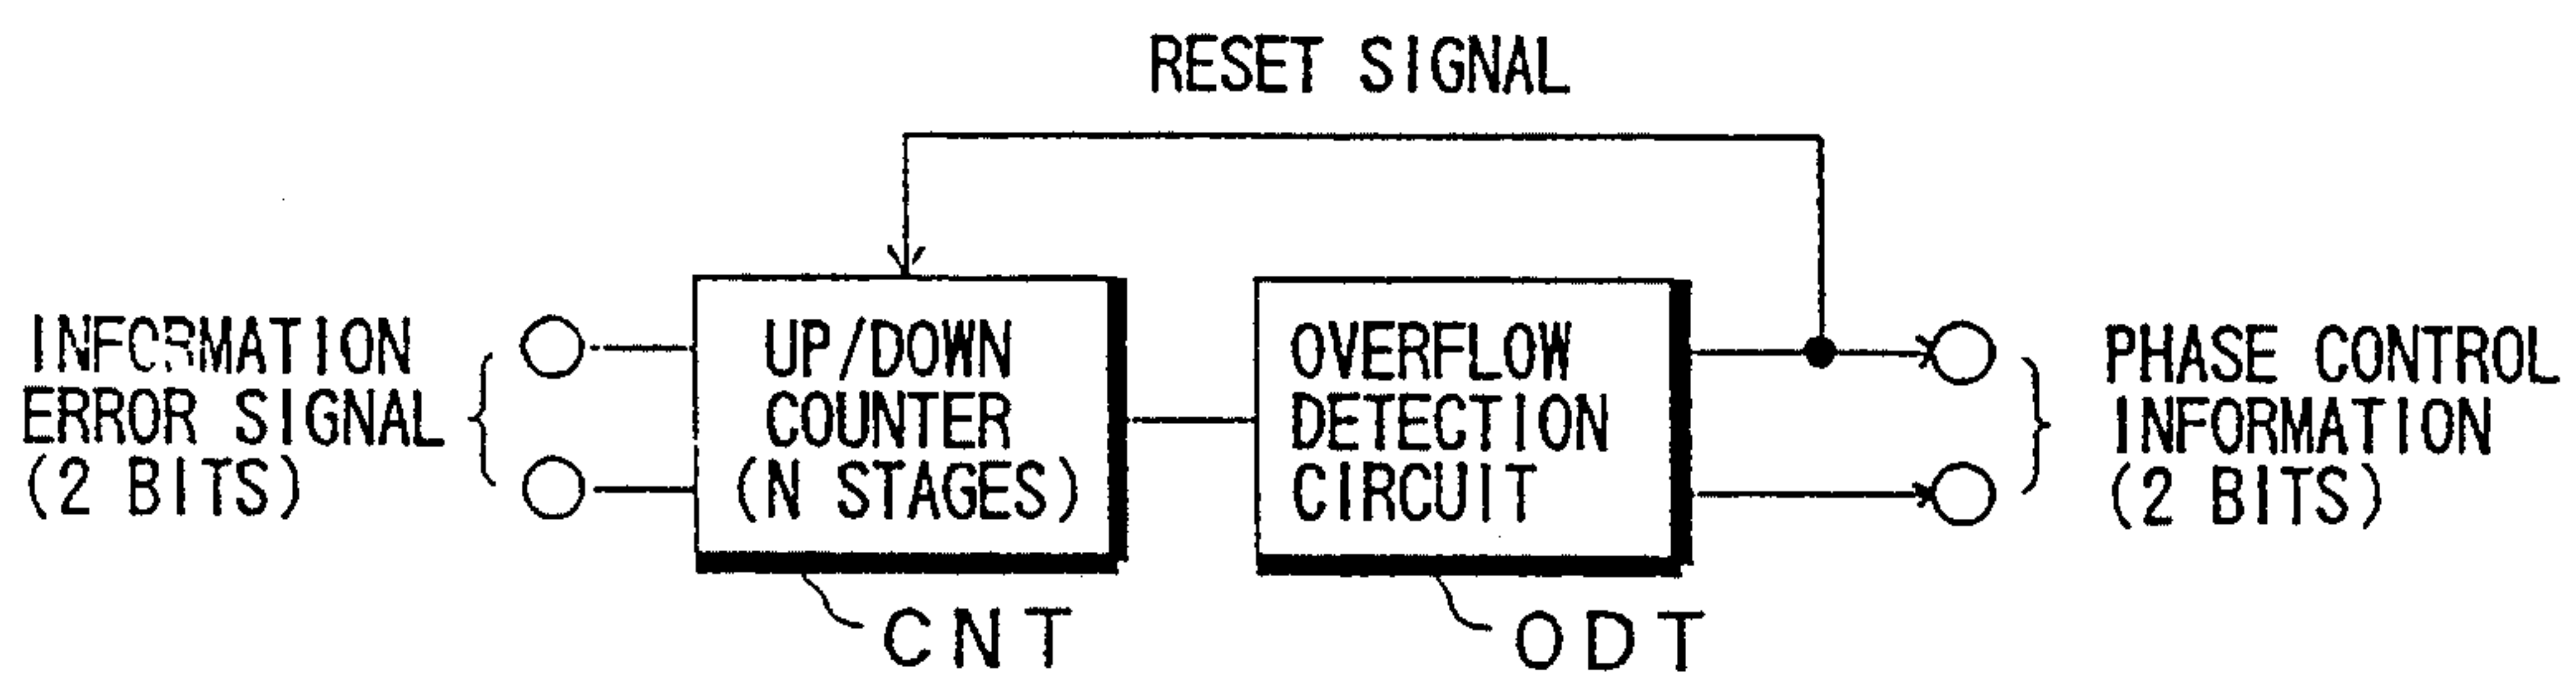 RESET SIGNAL
INFORMATION
ERROR SIGNAL
(2 BITS)
UP/DOWN
COUNTER
(N STAGES)
OVERFLOW
DETECTION
CIRCUIT
PHASE CONTROL
INFORMATION
(2 BITS)
CNT
ODT